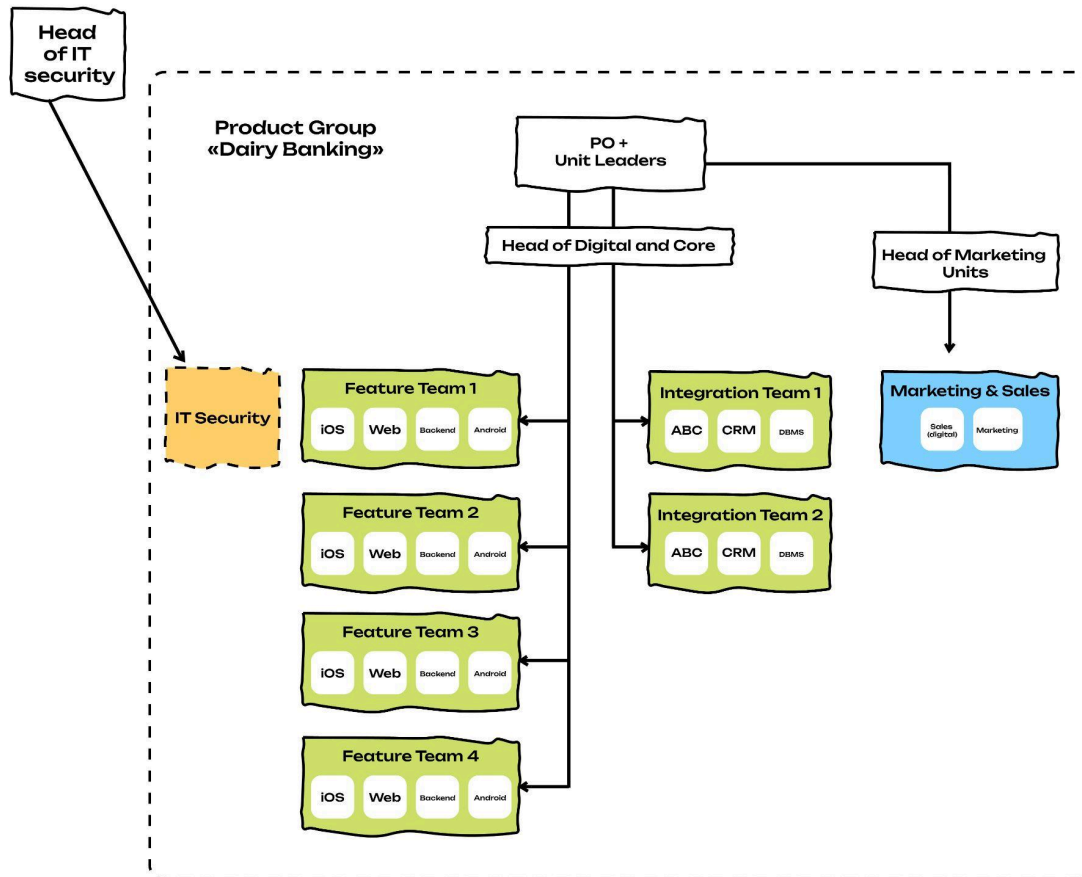 Head
of IT
security
Product Group
«Dairy Banking»
PO +
Unit Leaders
Head of Digital and Core
Head of Marketing
Units
IT Security
Feature Team 1
iOS Web Backend Android
Integration Team 1
ABC CRM DBMS
Marketing & Sales
Sales
(digital)
Marketing
Feature Team 2
iOS Web Backend Android
Integration Team 2
ABC CRM DBMS
Feature Team 3
iOS Web Backend Android
Feature Team 4
iOS Web Backend Android